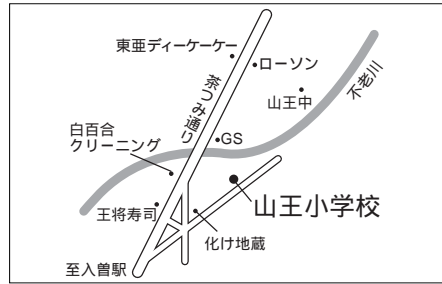 東亜ディーケーケー
ローソン
山王中
不老川
茶つみ通り
白百合
クリーニング
GS
山王小学校
王将寿司
化け地蔵
至入曽駅